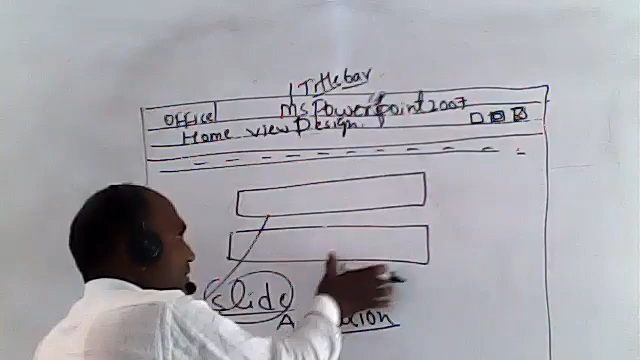 Title bar
Office
Ms Powerpoint 2007
Home view Design
Slide